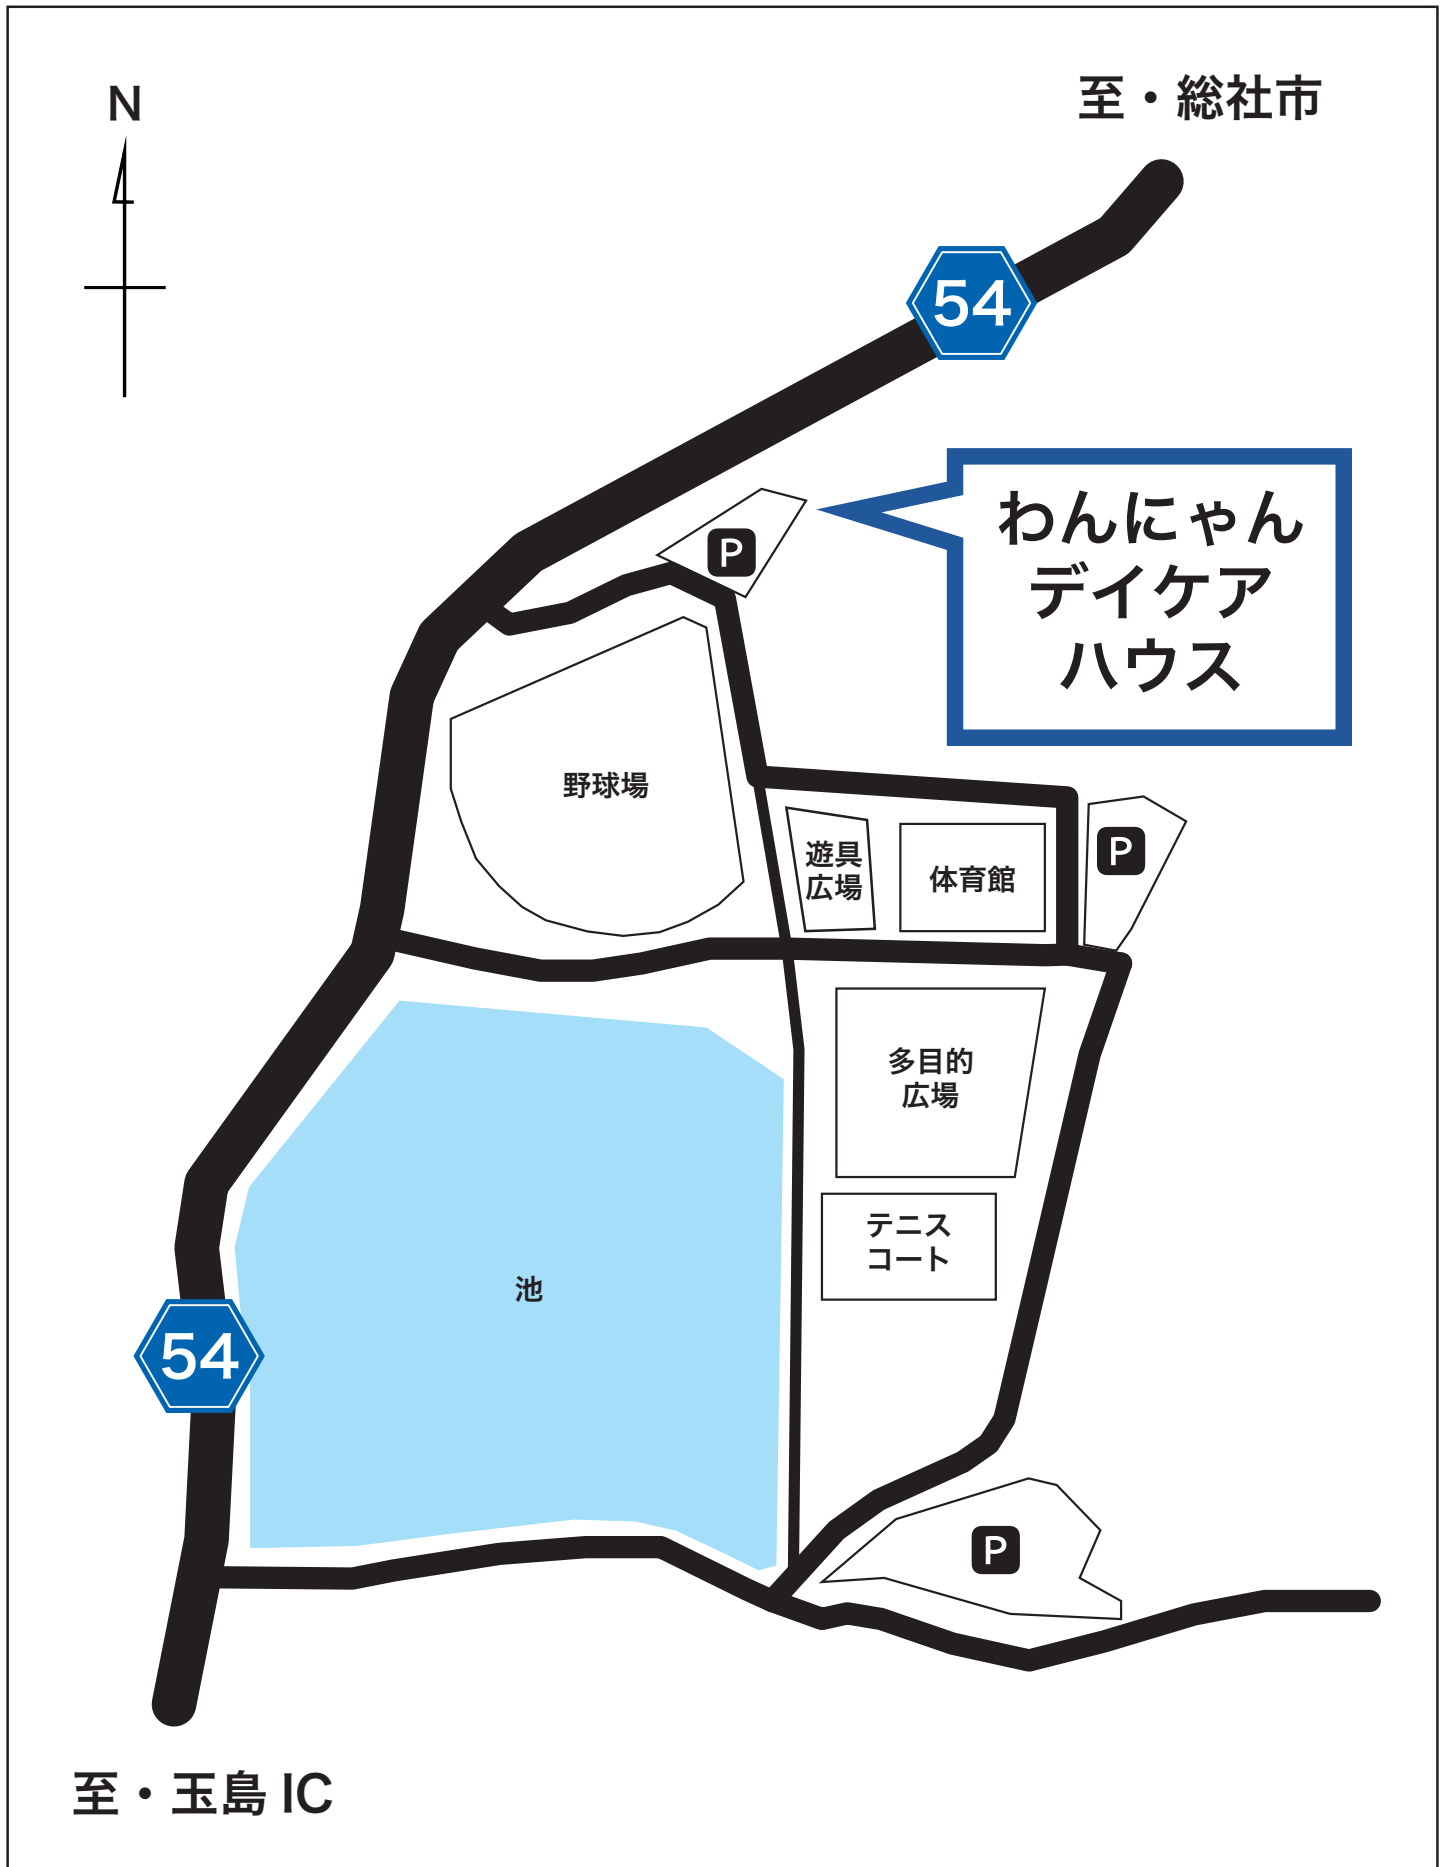 N
至・総社市
54
わんにゃん
デイケア
ハウス
P
野球場
遊具
広場
体育館
P
多目的
広場
テニス
コート
池
54
P
至・玉島 IC